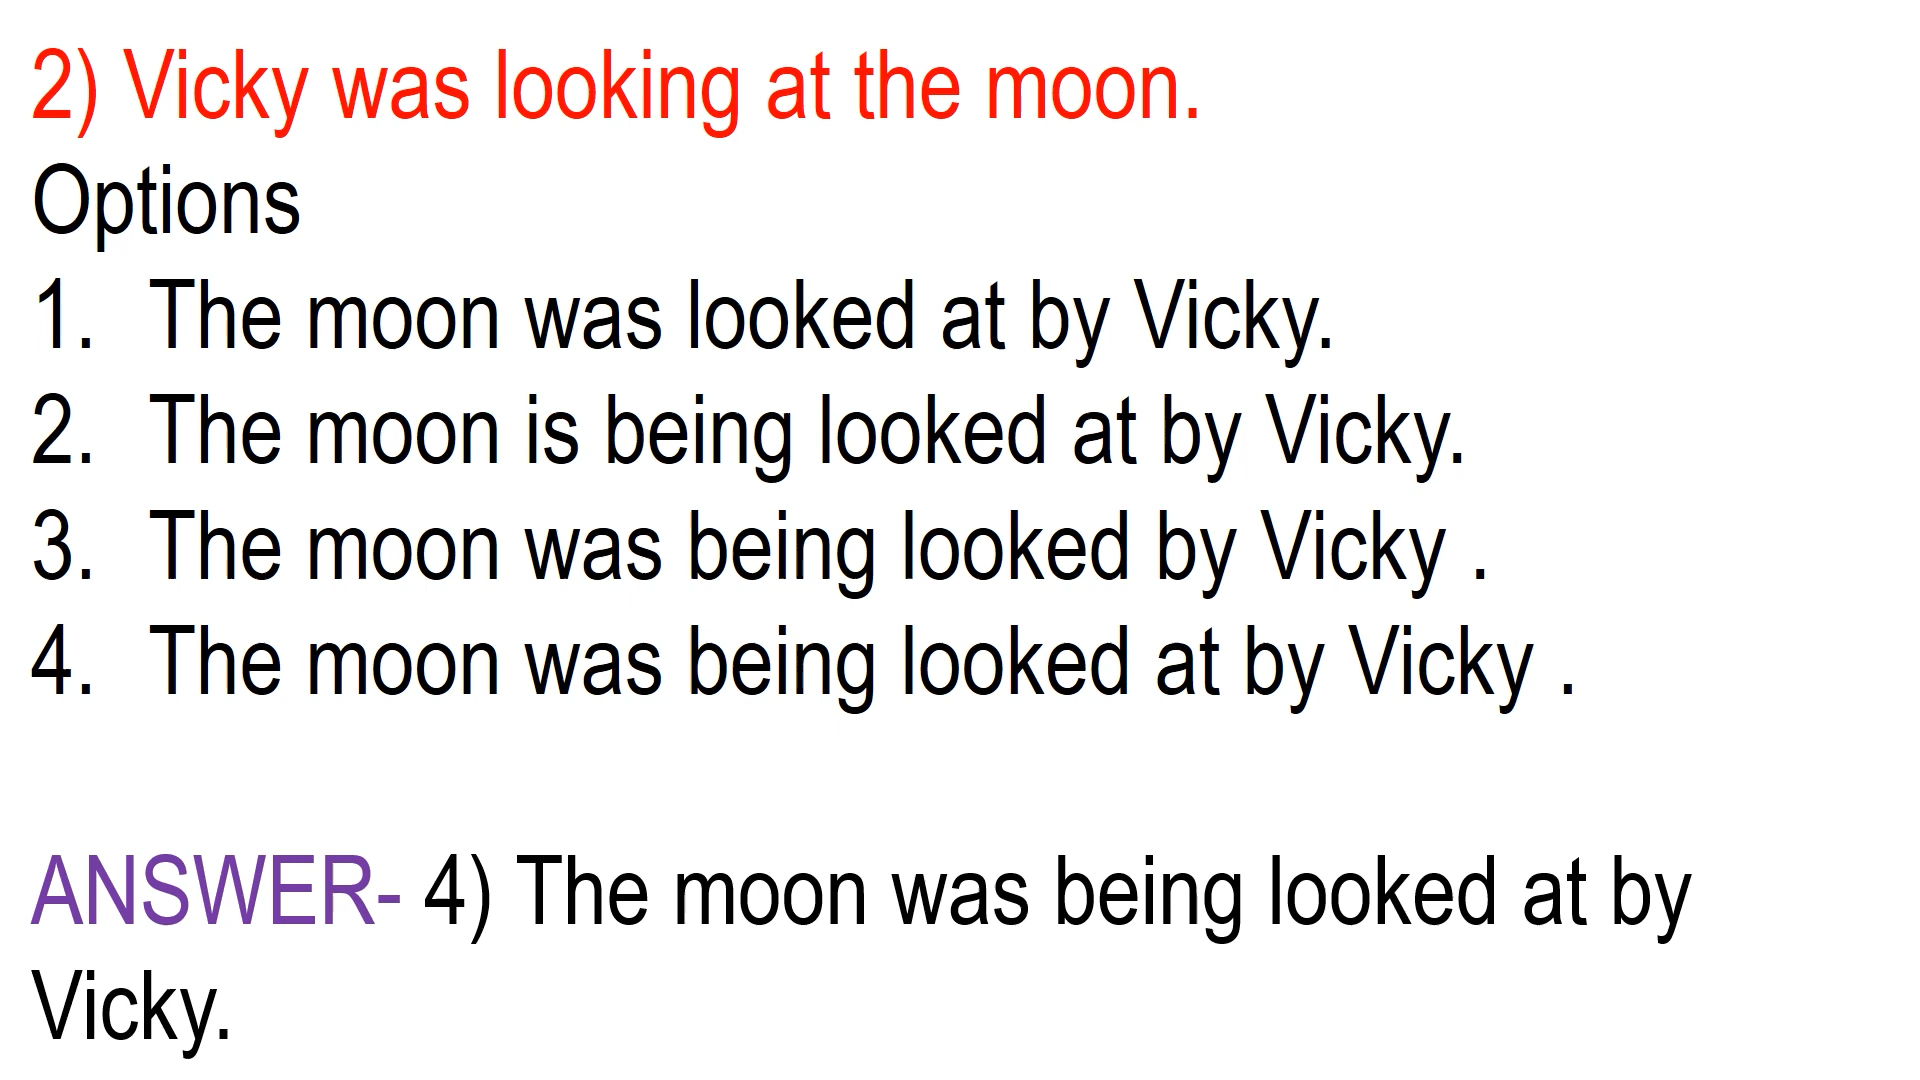 2) Vicky was looking at the moon.
Options
1. The moon was looked at by Vicky.
2. The moon is being looked at by Vicky.
3. The moon was being looked by Vicky .
4. The moon was being looked at by Vicky .
ANSWER- 4) The moon was being looked at by
Vicky.